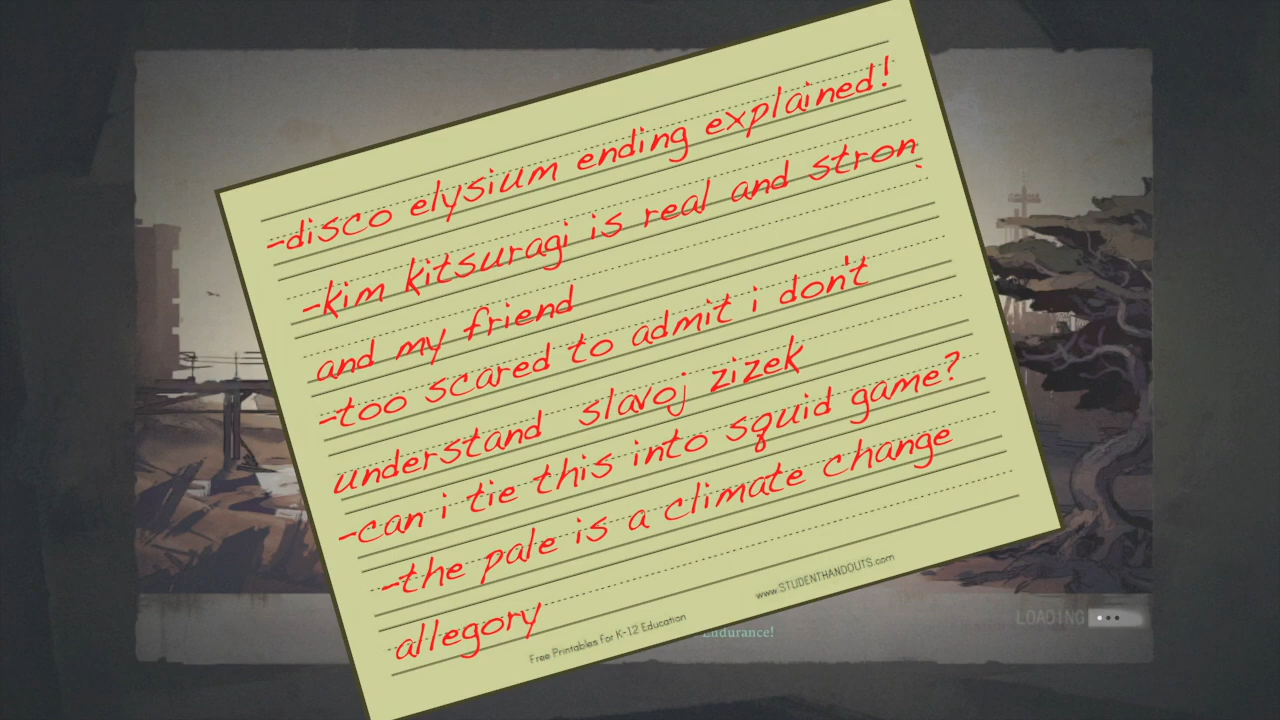 -disco elysium ending explained!
-kim kitsuragi is real and stron
and my friend
-too scared to admit i don't
understand slavoj zizek
-can i tie this into squid game?
-the pale is a climate change
allegory
Free Printables For K-12 Education
www.STUDENTHANDOUTS.com
LOADING
Endurance!